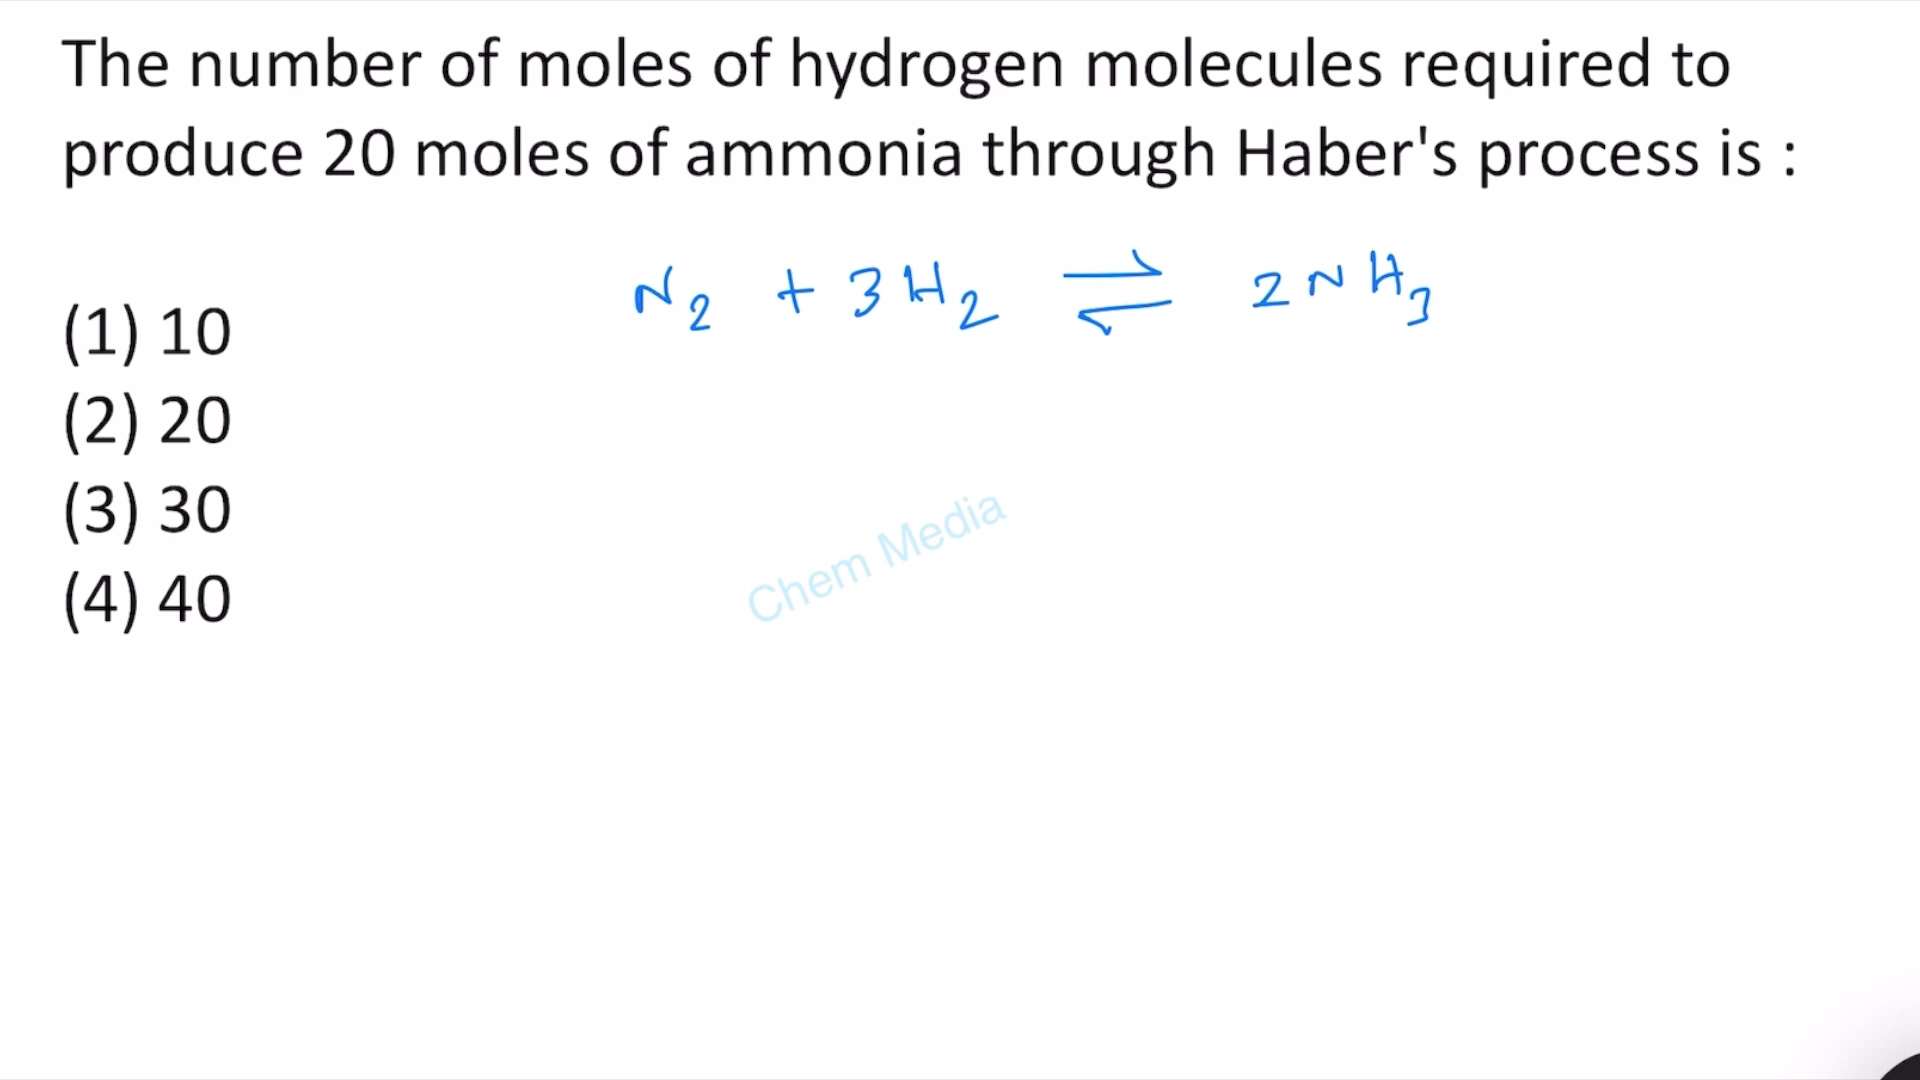 The number of moles of hydrogen molecules required to
produce 20 moles of ammonia through Haber's process is :
N₂ + 3H₂ ⇌ 2NH₃
(1) 10
(2) 20
(3) 30
(4) 40
Chem Media